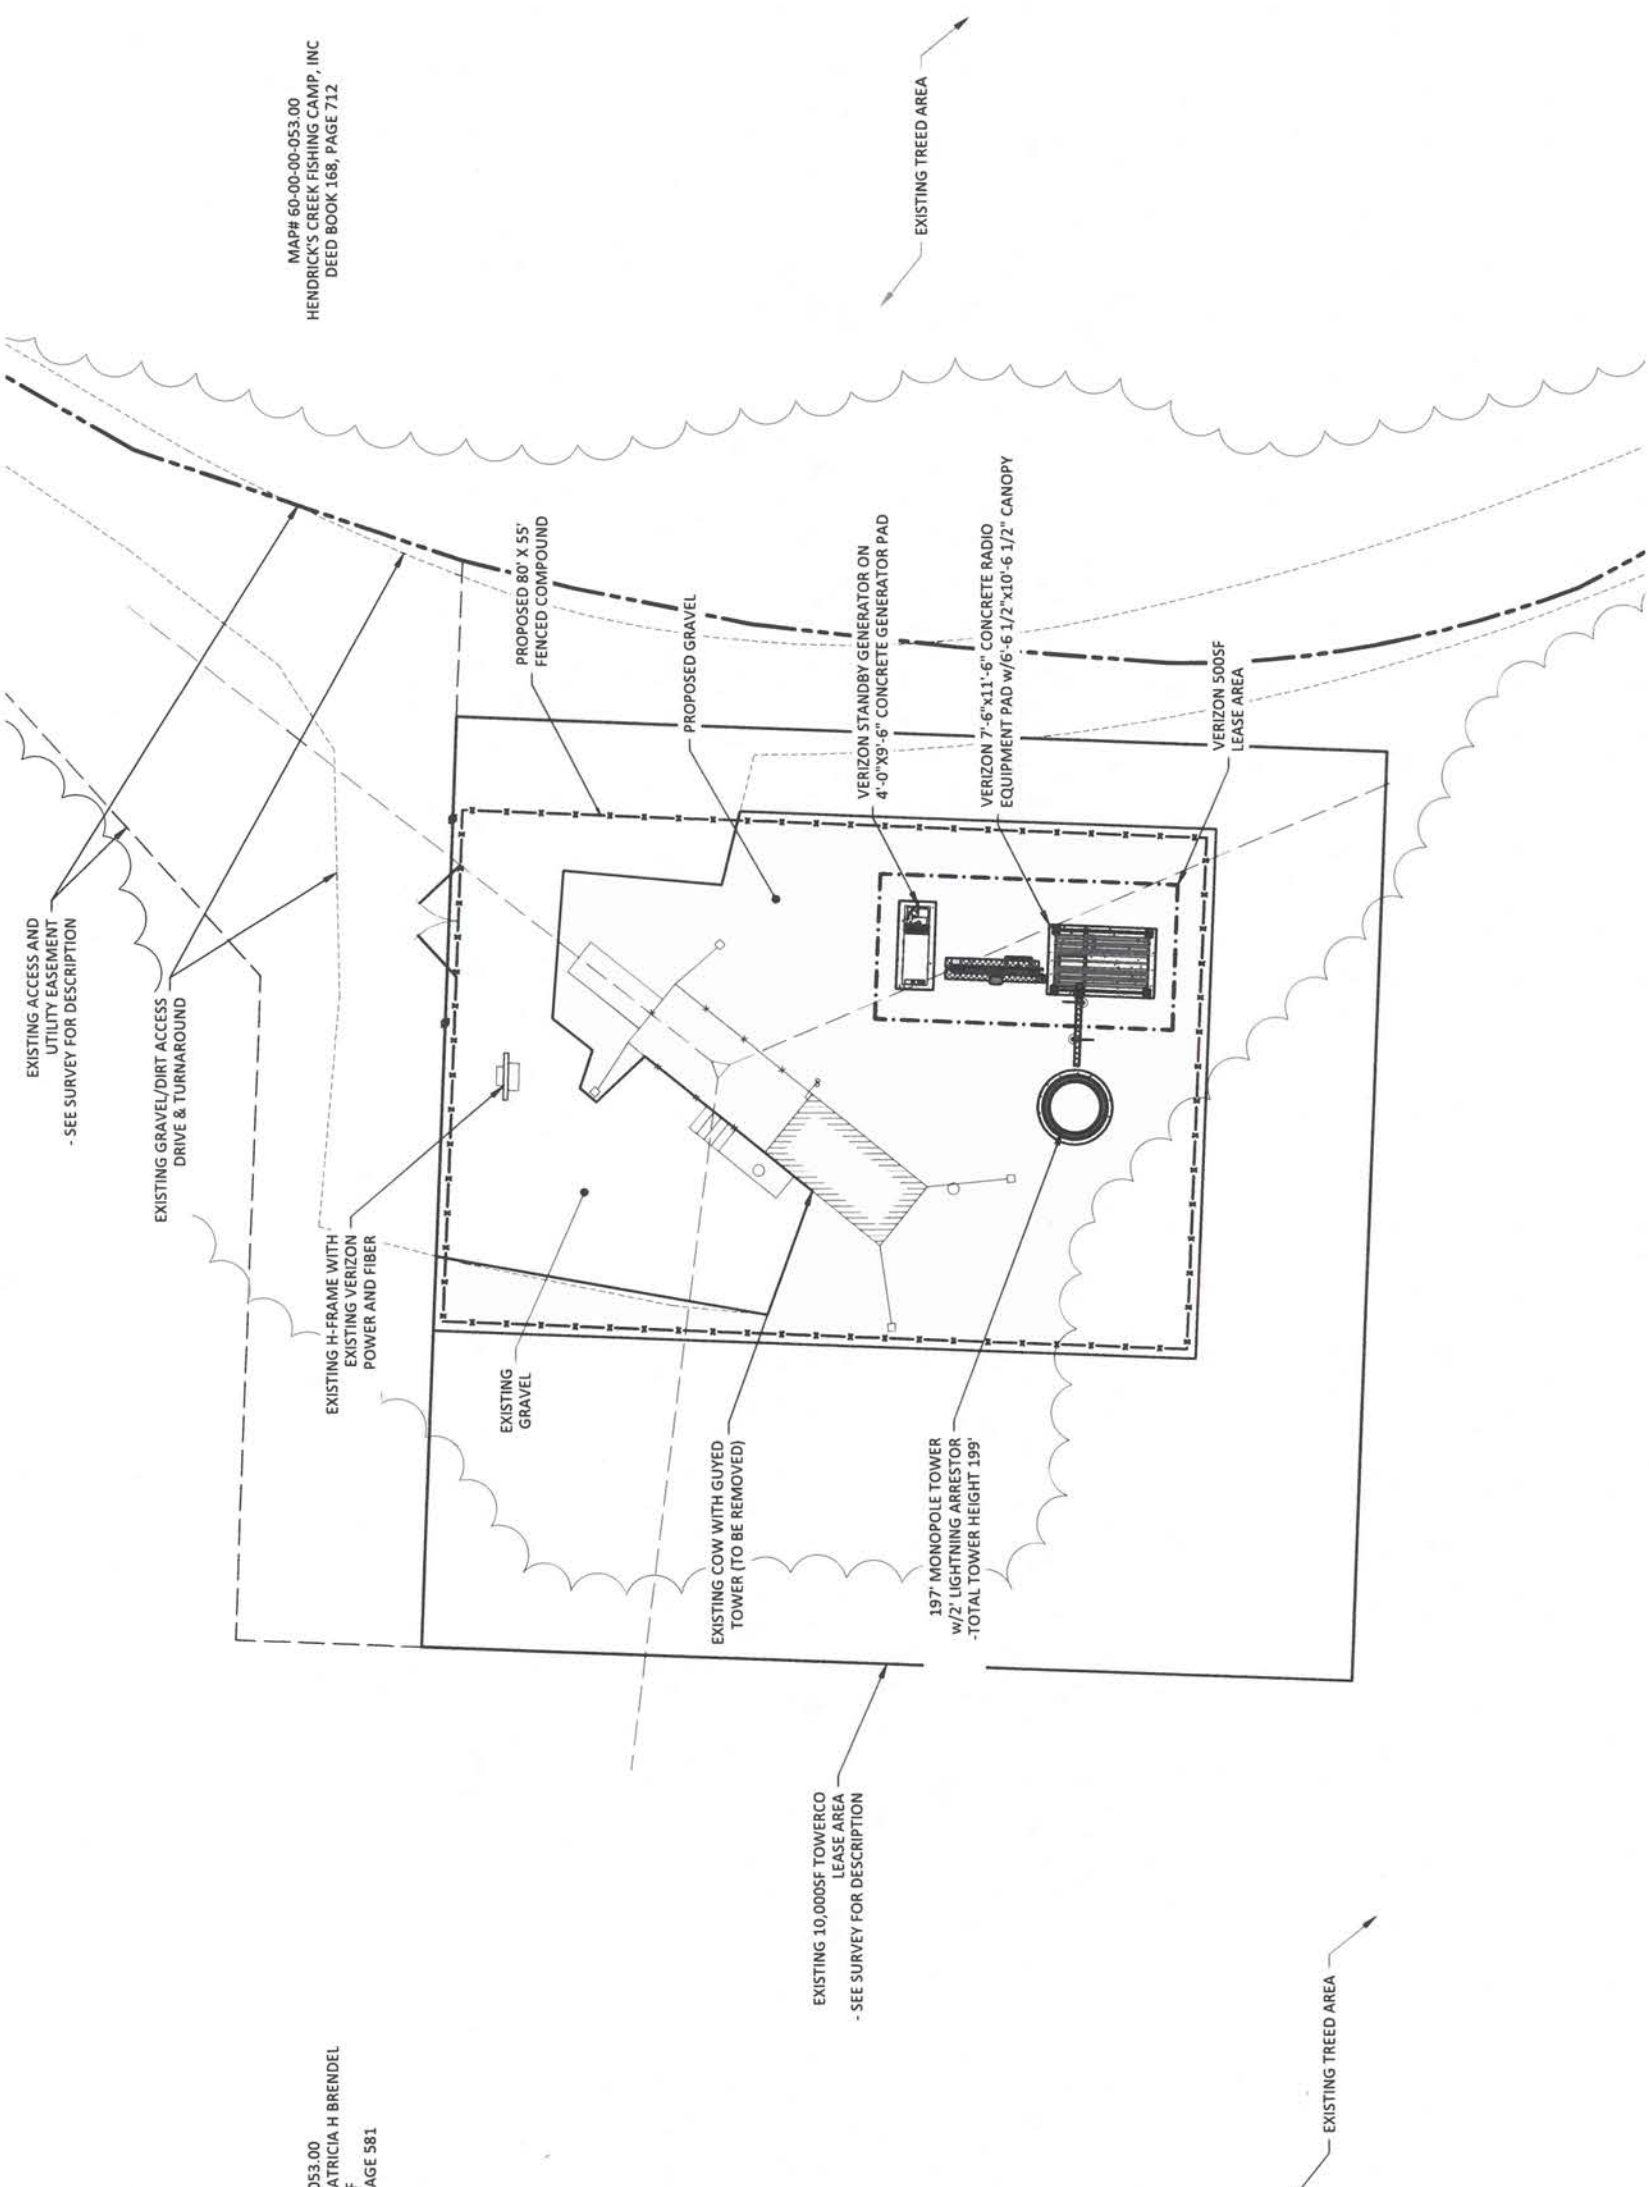 MAP# 60-00-00-053.00
HENDRICK'S CREEK FISHING CAMP, INC
DEED BOOK 168, PAGE 712
EXISTING TREED AREA
EXISTING ACCESS AND
UTILITY EASEMENT
- SEE SURVEY FOR DESCRIPTION
EXISTING GRAVEL/DIRT ACCESS
DRIVE & TURNAROUND
PROPOSED 80' X 55'
FENCED COMPOUND
PROPOSED GRAVEL
VERIZON STANDBY GENERATOR ON
4'-0"X9'-6" CONCRETE GENERATOR PAD
VERIZON 7'-6"x11'-6" CONCRETE RADIO
EQUIPMENT PAD w/6'-6 1/2"x10'-6 1/2" CANOPY
VERIZON 500SF
LEASE AREA
EXISTING H-FRAME WITH
EXISTING VERIZON
POWER AND FIBER
EXISTING
GRAVEL
EXISTING COW WITH GUYED
TOWER (TO BE REMOVED)
197' MONOPOLE TOWER
w/2' LIGHTNING ARRESTOR
-TOTAL TOWER HEIGHT 199'
EXISTING 10,000SF TOWERCO
LEASE AREA
- SEE SURVEY FOR DESCRIPTION
053.00
ATRICIA H BRENDEL
F
AGE 581
EXISTING TREED AREA